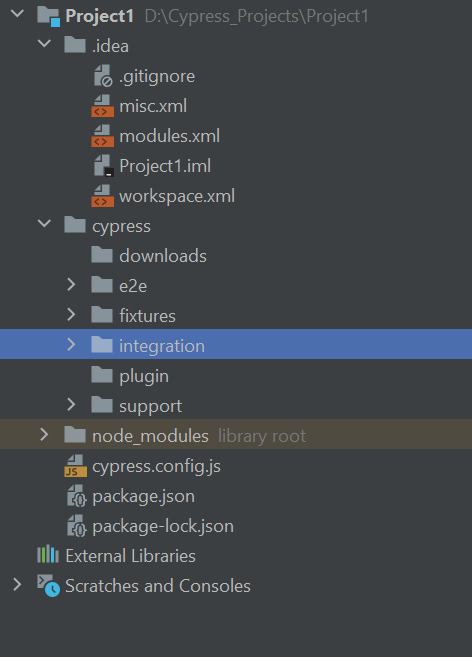 Project1 D:\Cypress_Projects\Project1
.idea
.gitignore
misc.xml
modules.xml
Project1.iml
workspace.xml
cypress
downloads
e2e
fixtures
integration
plugin
support
node_modules library root
cypress.config.js
package.json
package-lock.json
External Libraries
Scratches and Consoles